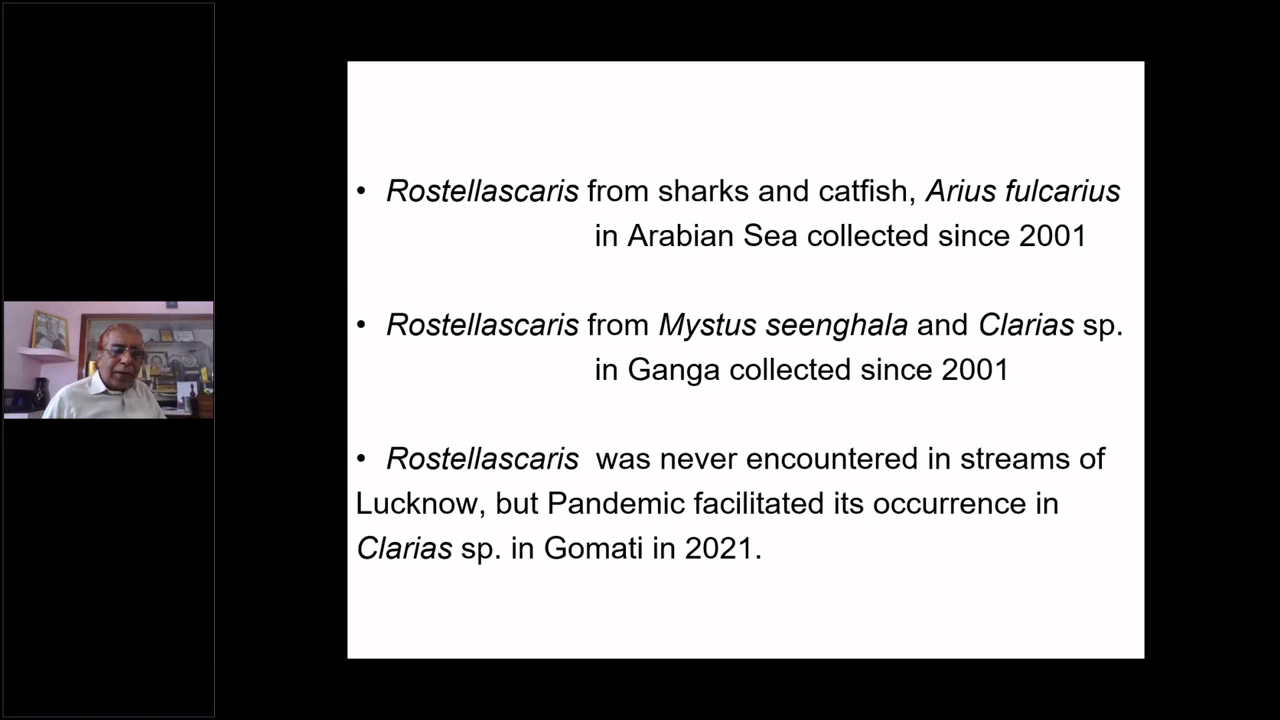 • Rostellascaris from sharks and catfish, Arius fulcarius
in Arabian Sea collected since 2001
• Rostellascaris from Mystus seenghala and Clarias sp.
in Ganga collected since 2001
• Rostellascaris was never encountered in streams of
Lucknow, but Pandemic facilitated its occurrence in
Clarias sp. in Gomati in 2021.